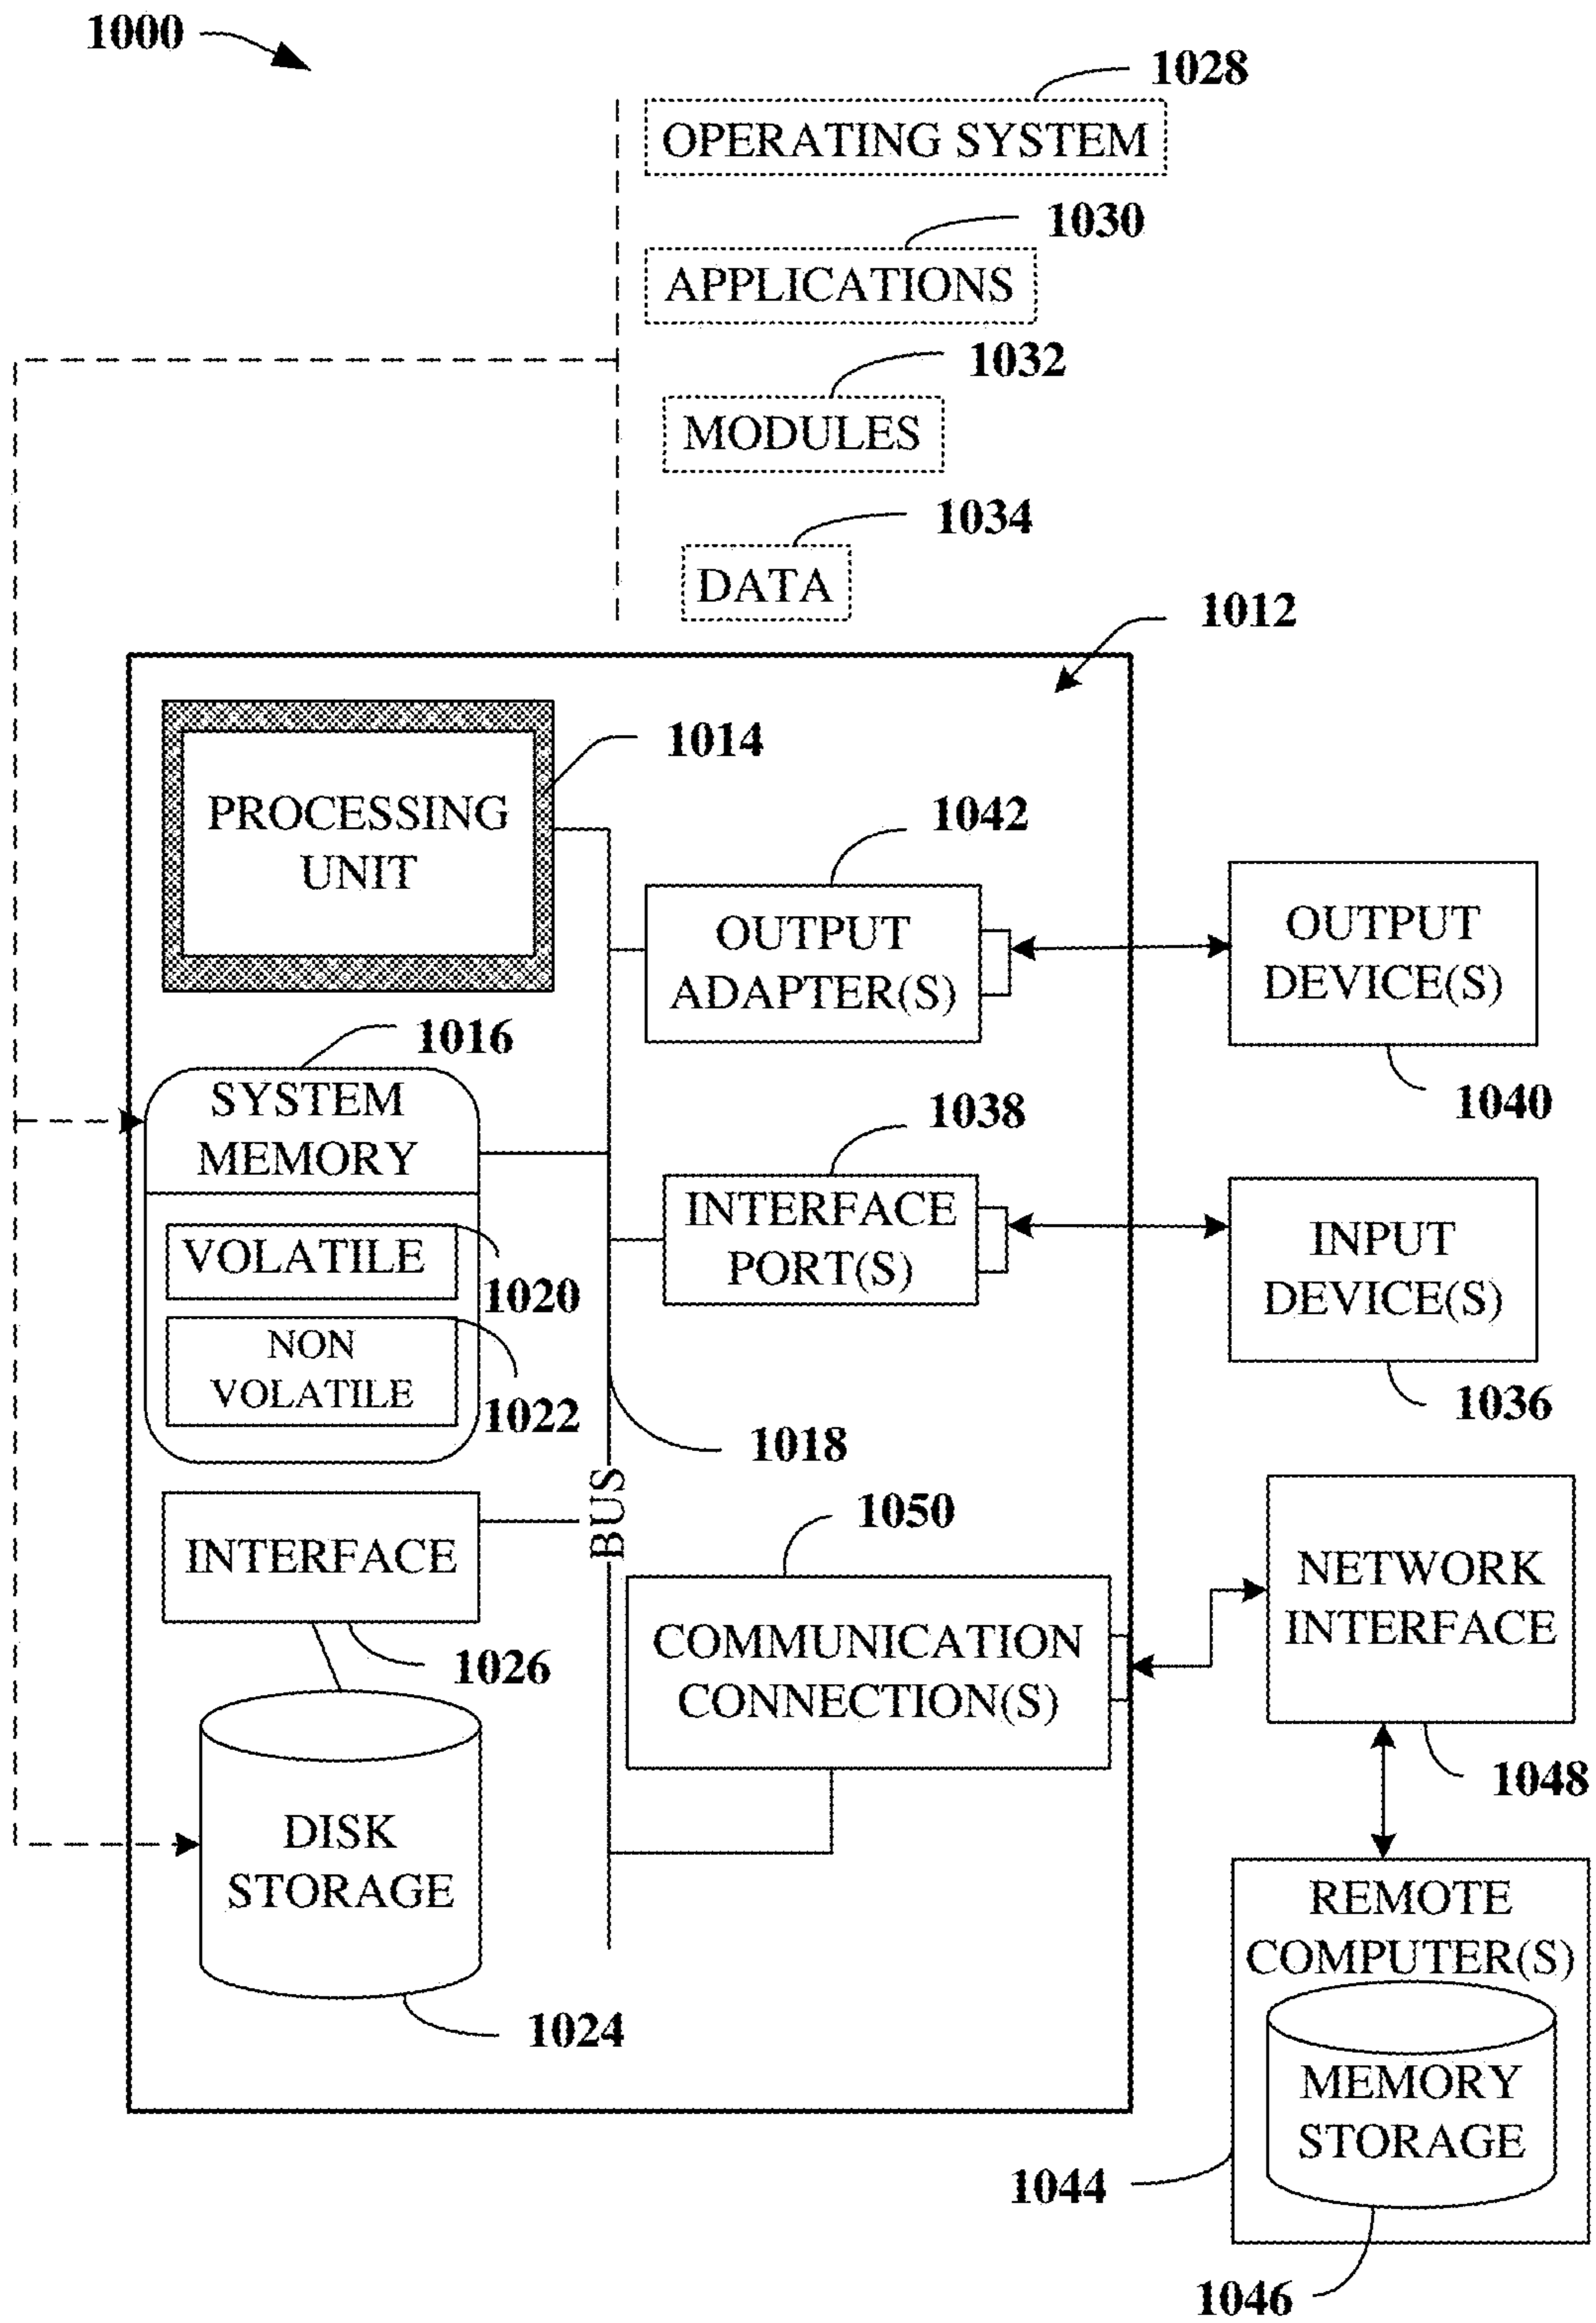 1000
1028
OPERATING SYSTEM
1030
APPLICATIONS
1032
MODULES
1034
DATA
1012
1014
PROCESSING
UNIT
1042
OUTPUT
ADAPTER(S)
OUTPUT
DEVICE(S)
1040
1016
SYSTEM
MEMORY
1038
INTERFACE
PORT(S)
INPUT
DEVICE(S)
1036
VOLATILE
1020
NON
VOLATILE
1022
1018
BUS
INTERFACE
1026
1050
COMMUNICATION
CONNECTION(S)
NETWORK
INTERFACE
1048
DISK
STORAGE
1024
REMOTE
COMPUTER(S)
MEMORY
STORAGE
1044
1046